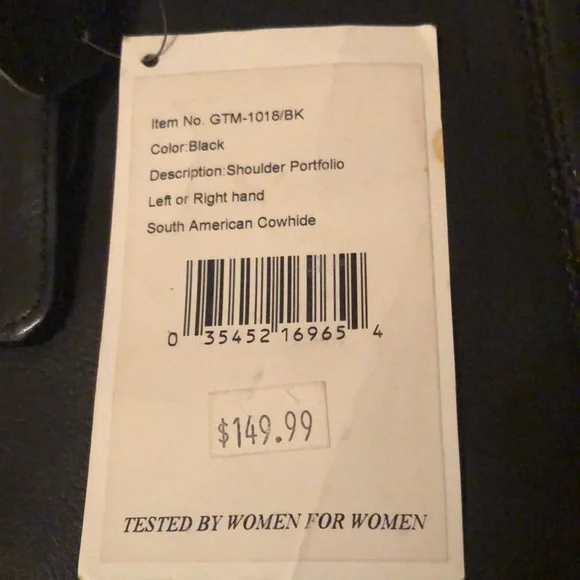 Item No. GTM-1018/BK
Color:Black
Description:Shoulder Portfolio
Left or Right hand
South American Cowhide
0 35452 16965 4
$149.99
TESTED BY WOMEN FOR WOMEN